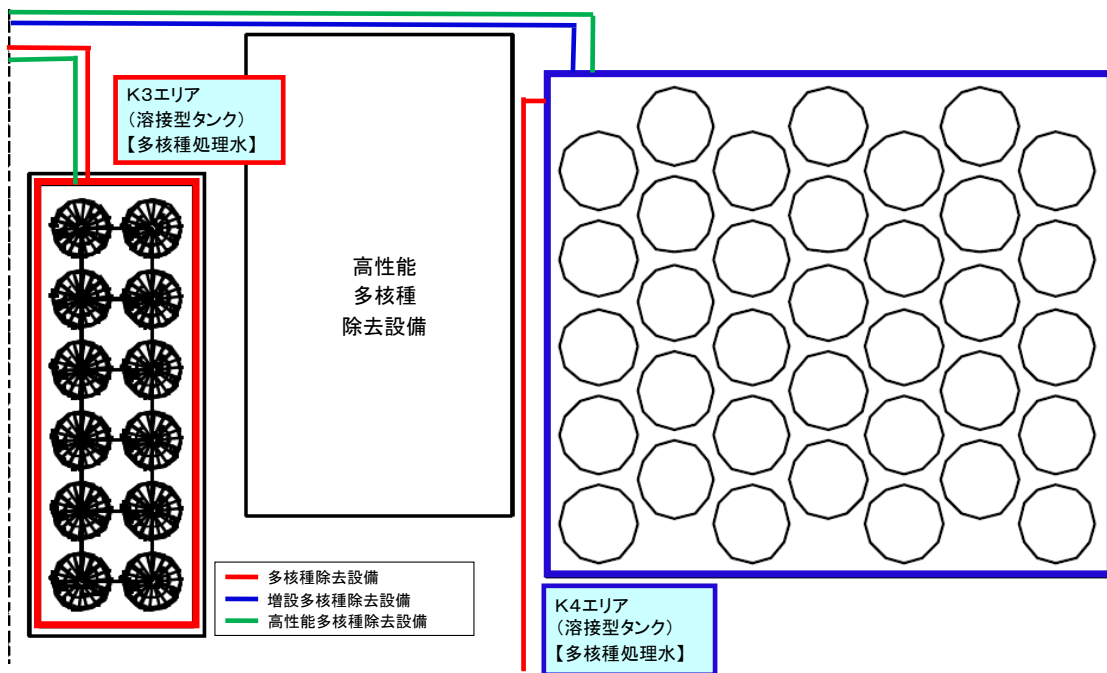 K3エリア
(溶接型タンク)
【多核種処理水】
高性能
多核種
除去設備
多核種除去設備
増設多核種除去設備
高性能多核種除去設備
K4エリア
(溶接型タンク)
【多核種処理水】